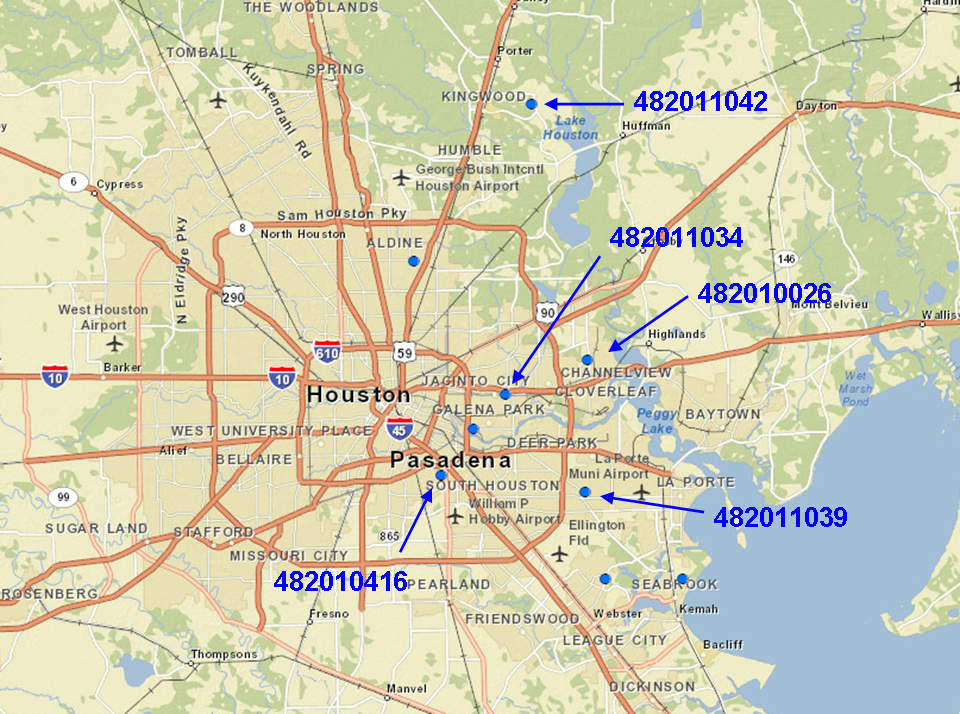 THE WOODLANDS
Porter
TOMBALL
SPRING
Kuykendahl Rd
KINGWOOD
482011042
Dayton
Lake
Houston
Huffman
HUMBLE
George Bush Intcntl
Houston Airport
6
Cypress
Sam Houston Pky
8
North Houston
ALDINE
482011034
N Eldridge Pky
146
290
482010026
Mont Belvieu
West Houston
Airport
90
Highlands
610
59
Barker
10
10
CHANNELVIEW
JACINTO CITY
CLOVERLEAF
Houston
Wet
Marsh
Pond
GALENA PARK
Peggy
Lake
BAYTOWN
45
WEST UNIVERSITY PLACE
DEER PARK
Alief
BELLAIRE
Pasadena
La Porte
Muni Airport
LA PORTE
SOUTH HOUSTON
99
William P
Hobby Airport
482011039
SUGAR LAND
STAFFORD
865
Ellington
Fld
MISSOURI CITY
482010416
PEARLAND
SEABROOK
ROSENBERG
Fresno
FRIENDSWOOD
Webster
Kemah
LEAGUE CITY
Bacliff
Thompsons
Manvel
DICKINSON